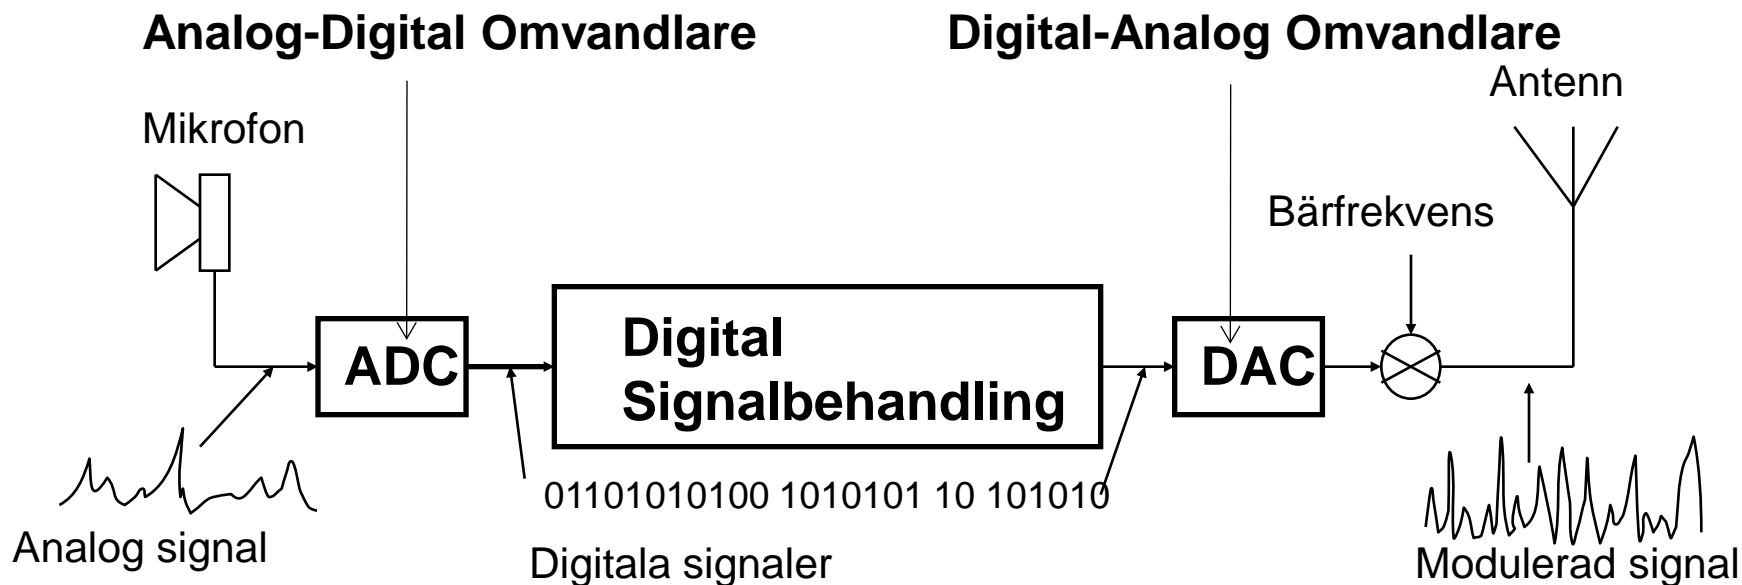 Analog-Digital Omvandlare
Digital-Analog Omvandlare
Antenn
Mikrofon
Bärfrekvens
ADC
Digital
Signalbehandling
DAC
01101010100 1010101 10 101010
Analog signal
Digitala signaler
Modulerad signal